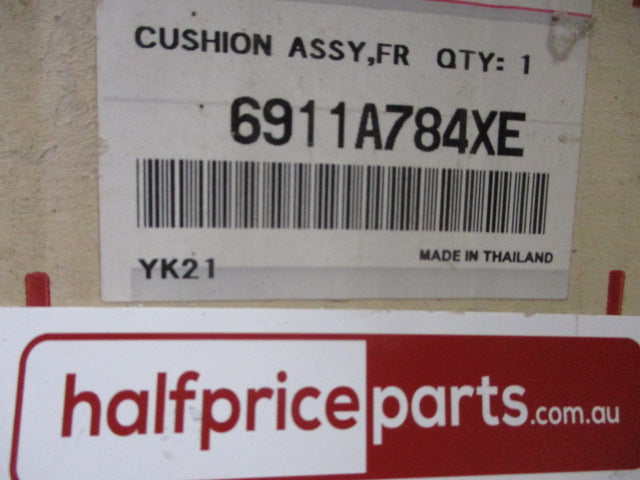 CUSHION ASSY,FR QTY: 1
6911A784XE
YK21 MADE IN THAILAND
halfpriceparts.com.au